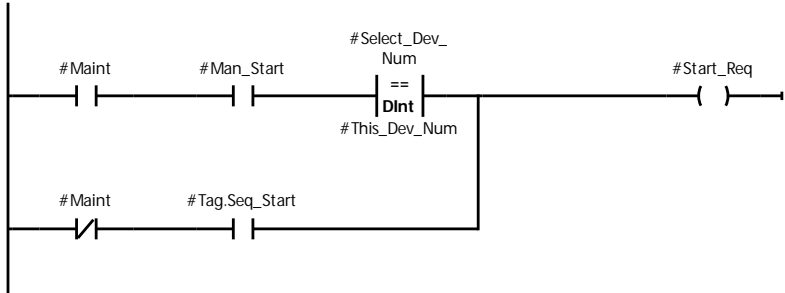 #Select_Dev_
Num
#Maint
#Man_Start
#Start_Req
==
DInt
#This_Dev_Num
#Maint
#Tag.Seq_Start